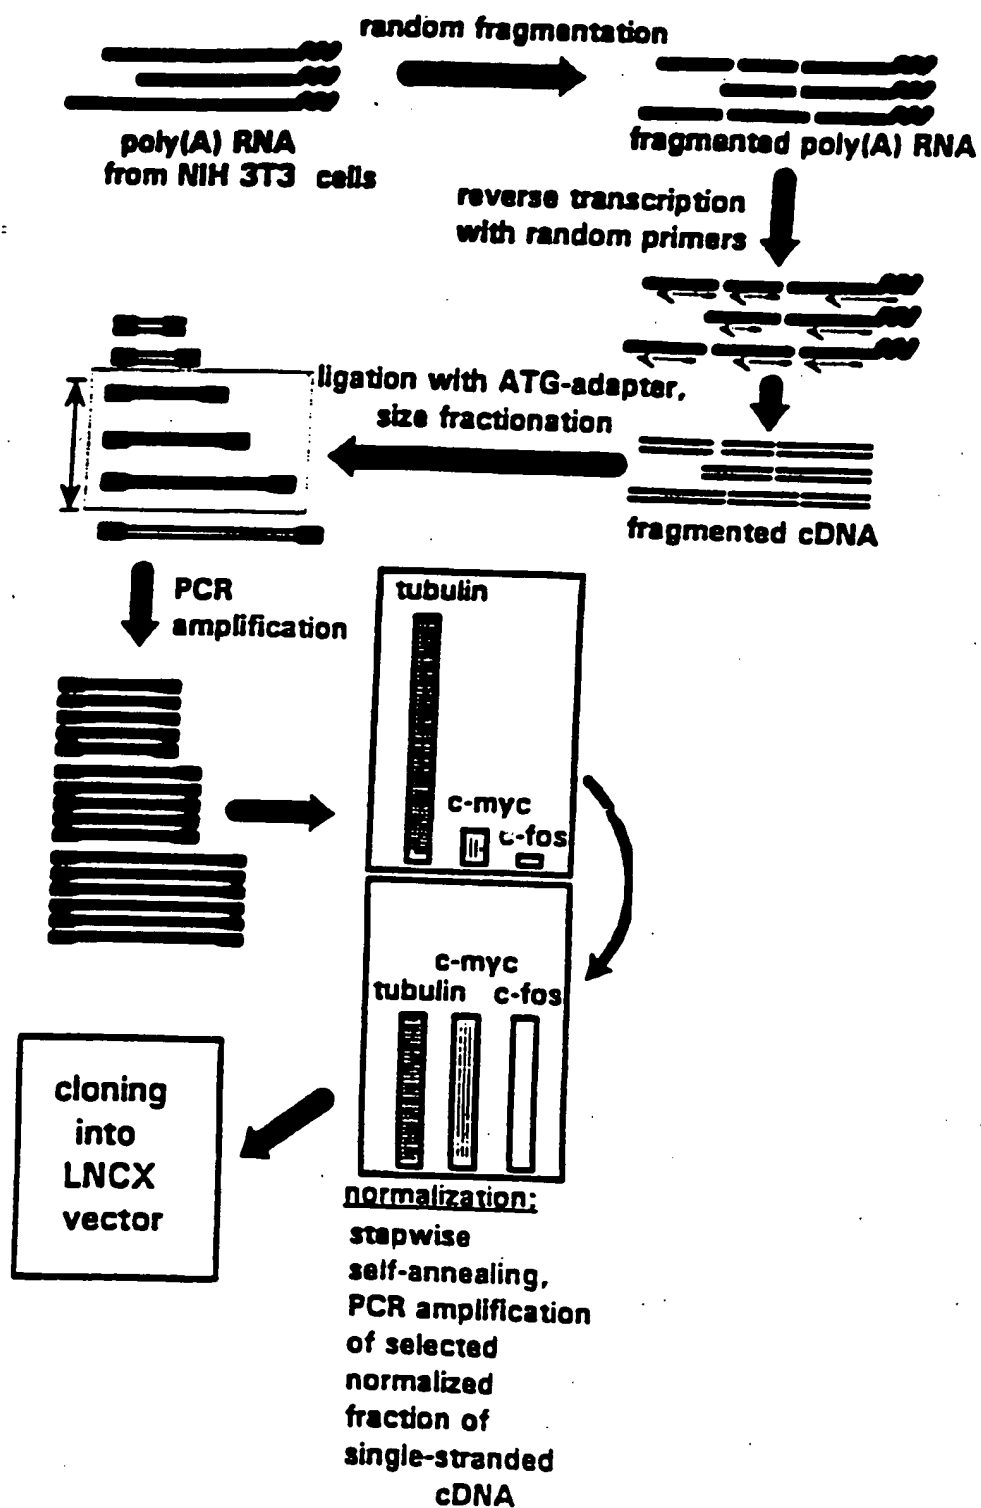 random fragmentation
poly(A) RNA
from NIH 3T3 cells
fragmented poly(A) RNA
reverse transcription
with random primers
ligation with ATG-adapter,
size fractionation
fragmented cDNA
PCR
amplification
tubulin
c-myc
c-fos
c-myc
tubulin c-fos
cloning
into
LNCX
vector
normalization:
stepwise
self-annealing,
PCR amplification
of selected
normalized
fraction of
single-stranded
cDNA